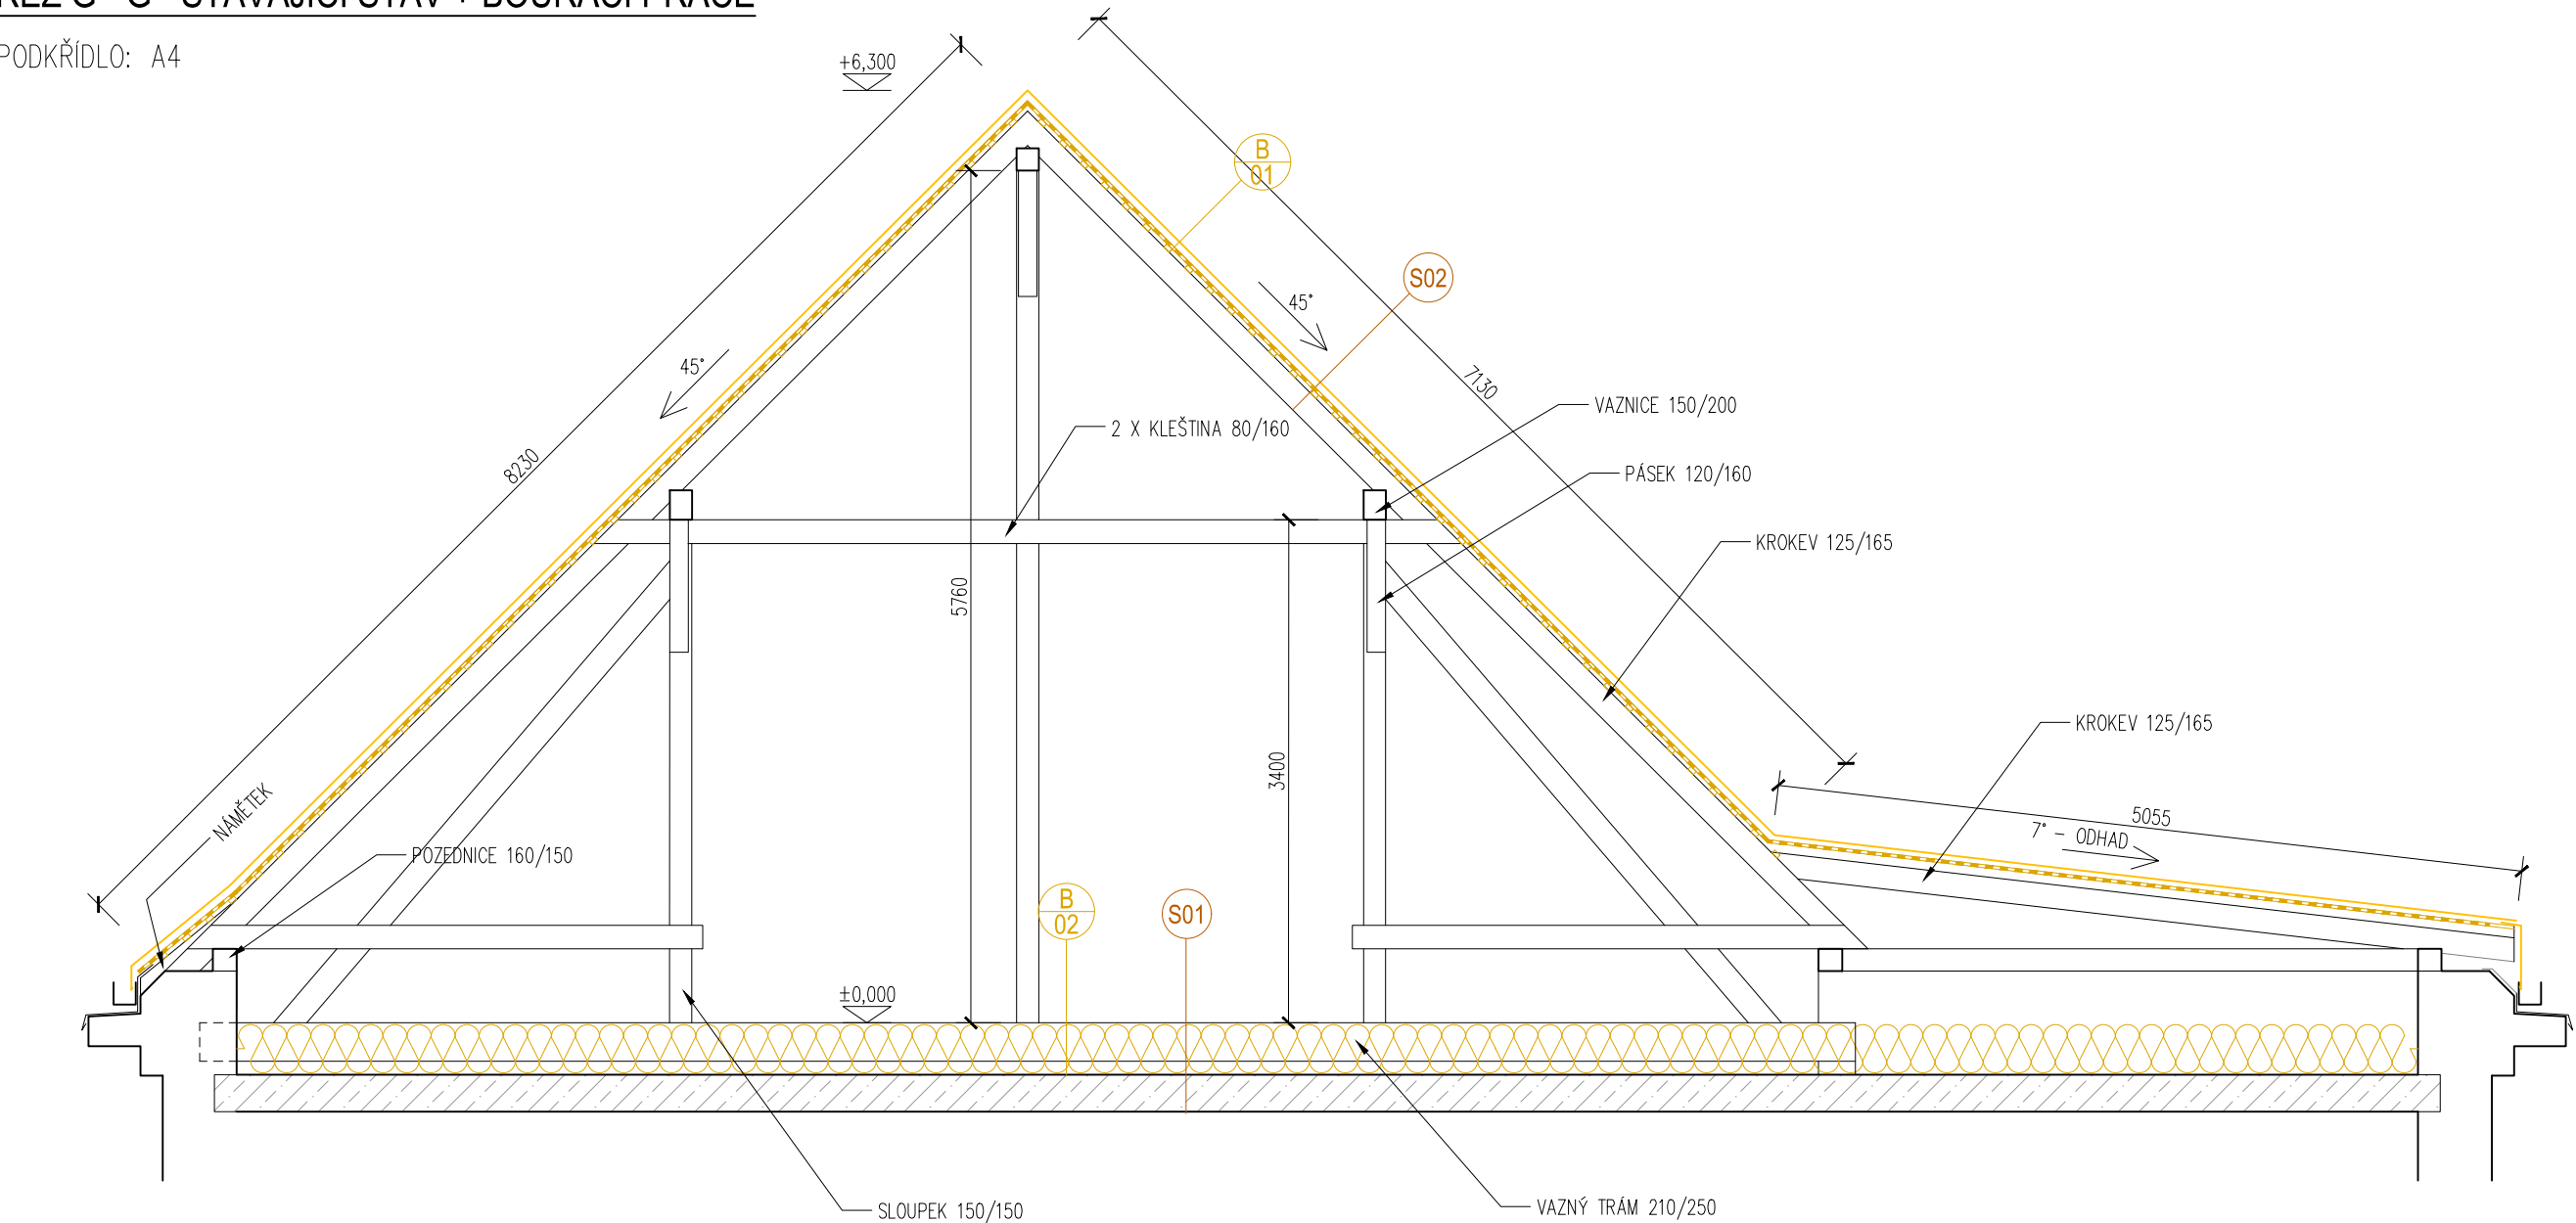 PODKŘÍDLO: A4
+6,300
B
01
S02
45°
45°
7130
8230
VAZNICE 150/200
2 X KLEŠTINA 80/160
PÁSEK 120/160
KROKEV 125/165
5760
3400
KROKEV 125/165
5055
7° - ODHAD
NÁMĚTEK
POZEDNICE 160/150
B
02
S01
±0,000
SLOUPEK 150/150
VAZNÝ TRÁM 210/250